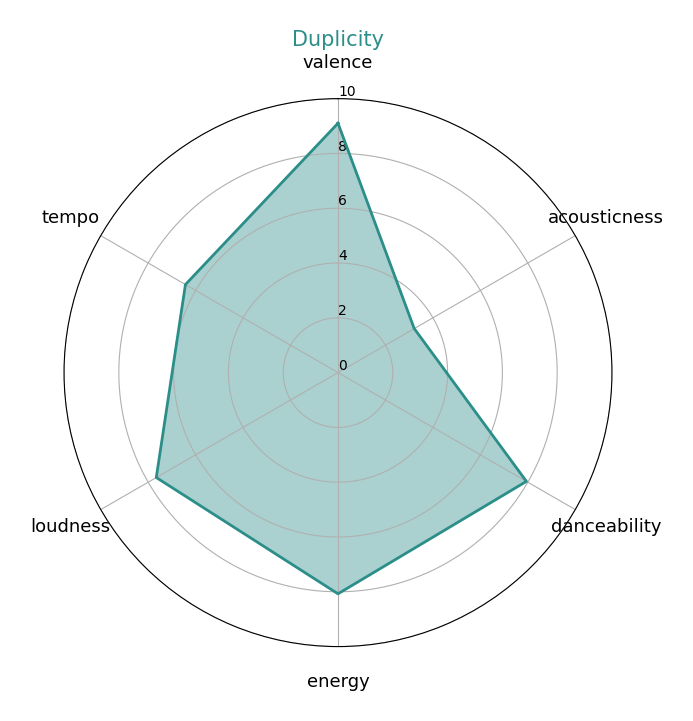 Duplicity
valence
10
8
6
4
2
0
tempo
acousticness
loudness
danceability
energy